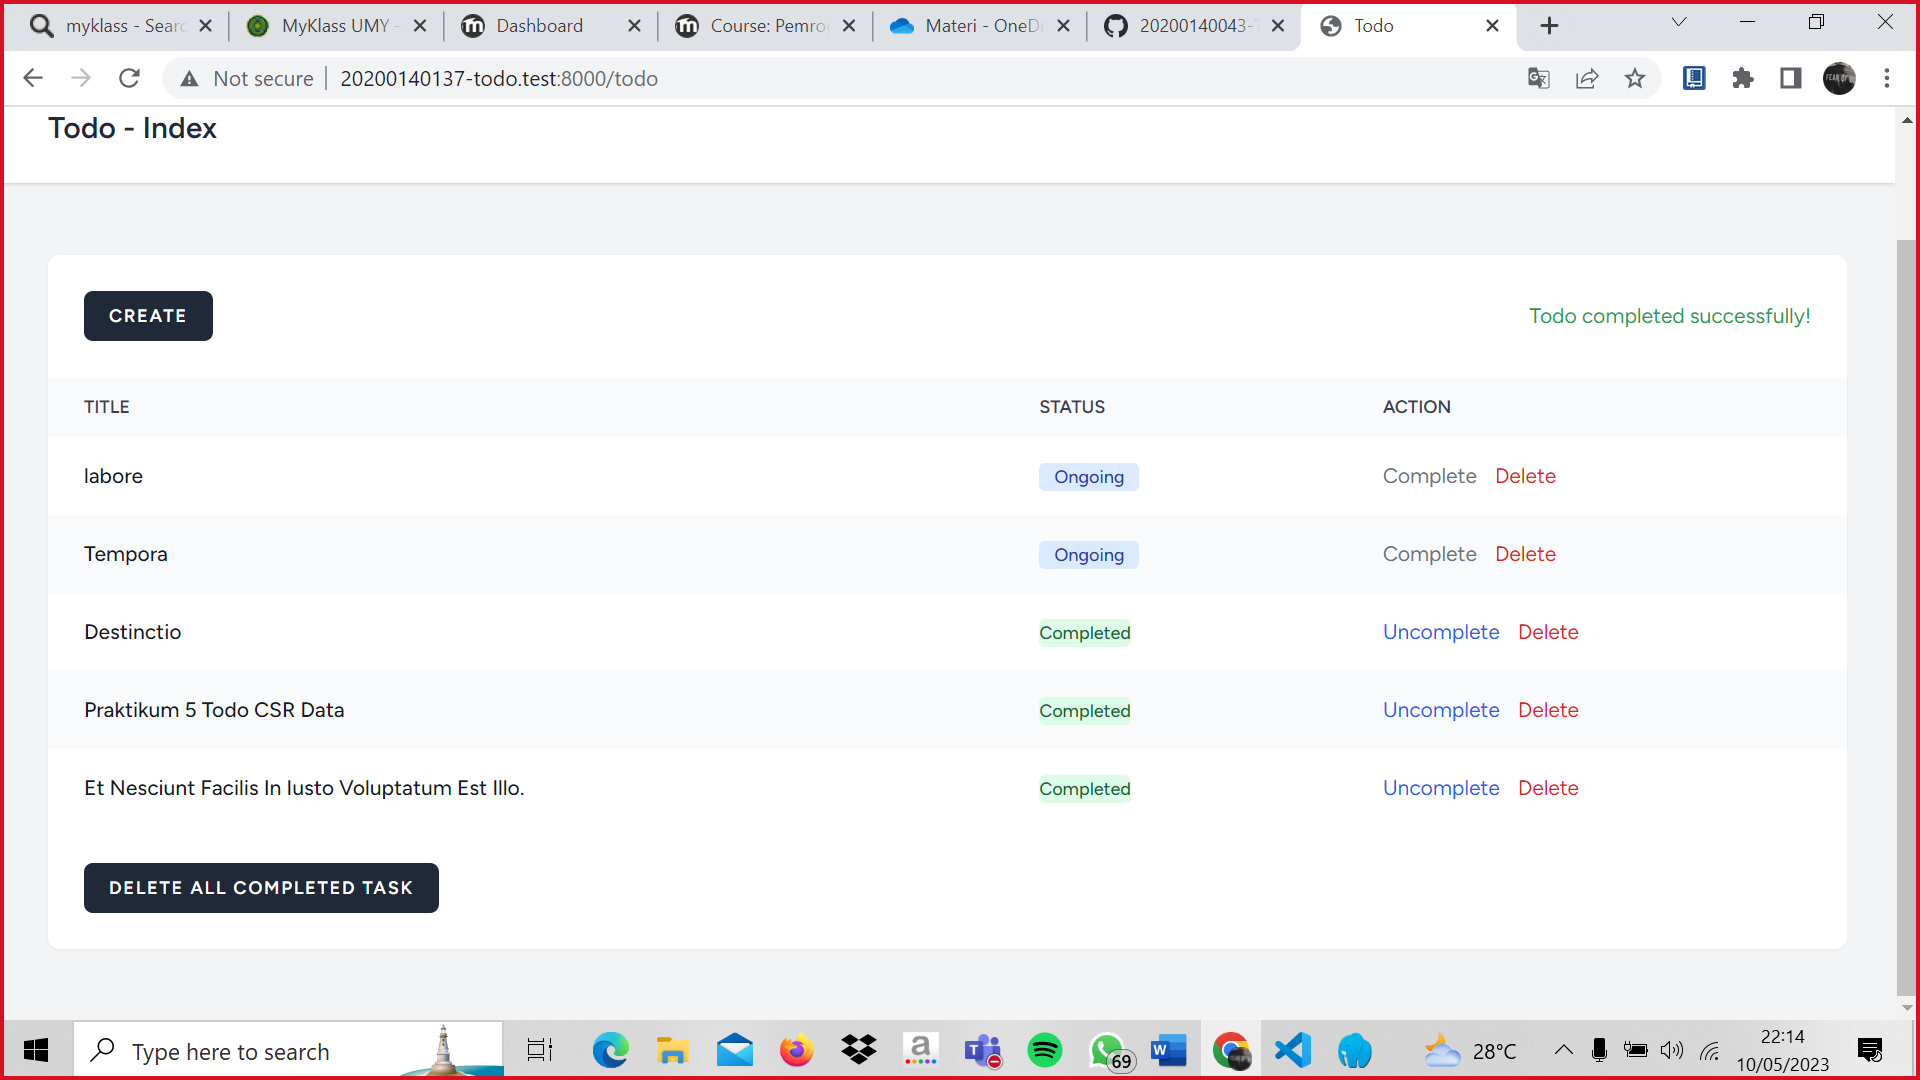 myklass - Searc
MyKlass UMY -
Dashboard
Course: Pemro
Materi - OneDr
20200140043-T
Todo
Not secure
20200140137-todo.test:8000/todo
Todo - Index
CREATE
Todo completed successfully!
TITLE STATUS ACTION
labore Ongoing Complete Delete
Tempora Ongoing Complete Delete
Destinctio Completed Uncomplete Delete
Praktikum 5 Todo CSR Data Completed Uncomplete Delete
Et Nesciunt Facilis In Iusto Voluptatum Est Illo. Completed Uncomplete Delete
DELETE ALL COMPLETED TASK
Type here to search
69
28°C
22:14
10/05/2023